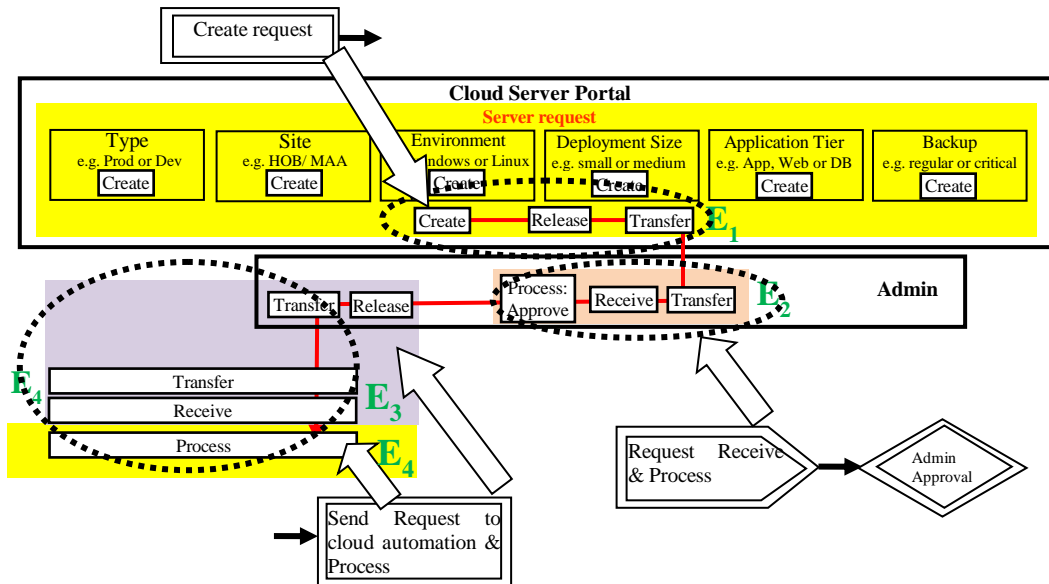 Create request
Cloud Server Portal
Server request
Type
e.g. Prod or Dev
Create
Site
e.g. HOB/ MAA
Create
Environment
ndows or Linux
Create
Deployment Size
e.g. small or medium
Create
Application Tier
e.g. App, Web or DB
Create
Backup
e.g. regular or critical
Create
Create
Release
Transfer
E1
Transfer
Release
Process:
Approve
Receive
Transfer
E2
Admin
Transfer
Receive
Process
E4
E3
E4
Request Receive
& Process
Admin
Approval
Send Request to
cloud automation &
Process